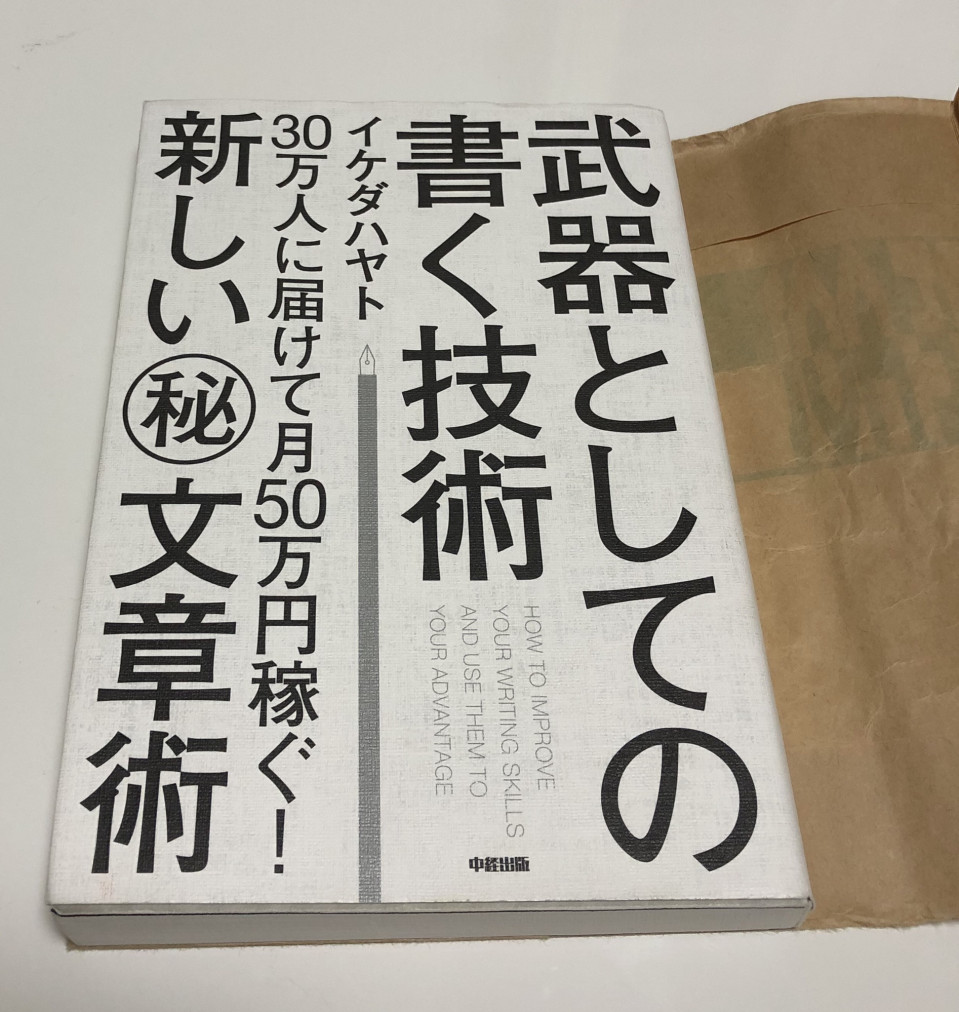 武器としての
書く技術
HOW TO IMPROVE
YOUR WRITING SKILLS
AND USE THEM TO
YOUR ADVANTAGE
中経出版
イケダハヤト
30万人に届けて月50万円稼ぐ!
新しい㊙文章術